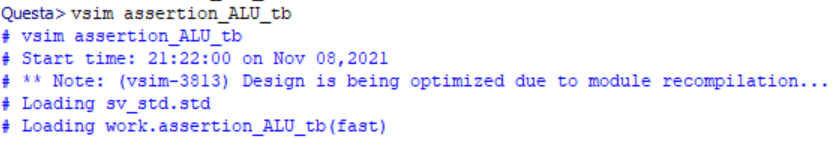 Questa> vsim assertion_ALU_tb
# vsim assertion_ALU_tb
# Start time: 21:22:00 on Nov 08,2021
# ** Note: (vsim-3813) Design is being optimized due to module recompilation...
# Loading sv_std.std
# Loading work.assertion_ALU_tb(fast)